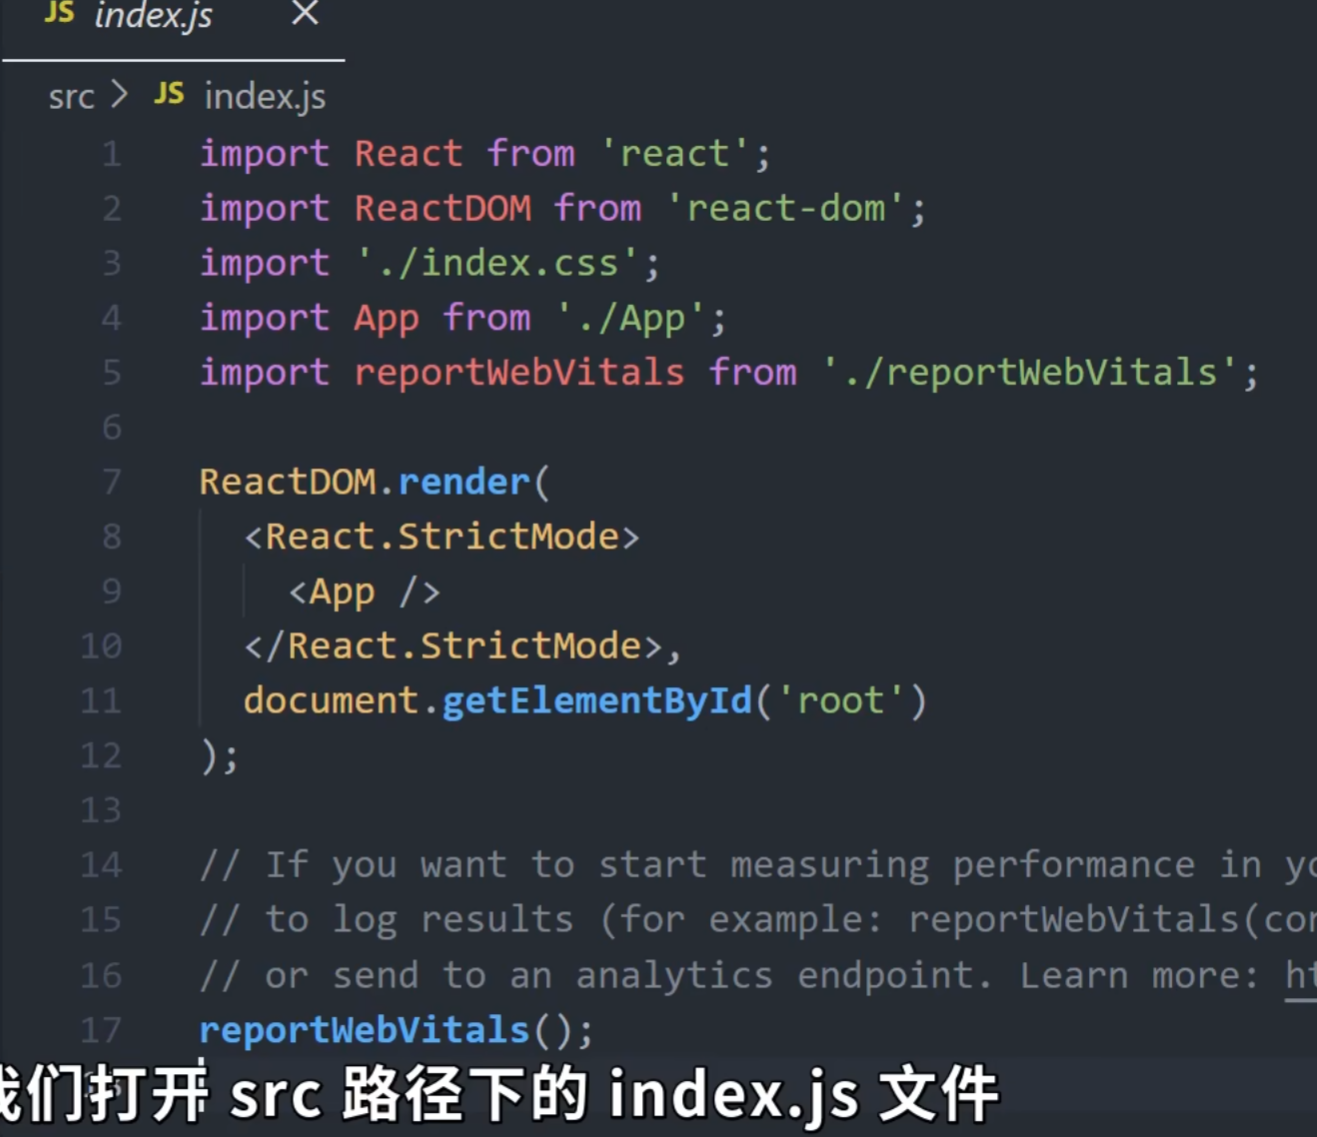 JS index.js ×
src > JS index.js
1 import React from 'react';
2 import ReactDOM from 'react-dom';
3 import './index.css';
4 import App from './App';
5 import reportWebVitals from './reportWebVitals';
6
7 ReactDOM.render(
8   <React.StrictMode>
9     <App />
10   </React.StrictMode>,
11   document.getElementById('root')
12 );
13
14 // If you want to start measuring performance in yo
15 // to log results (for example: reportWebVitals(con
16 // or send to an analytics endpoint. Learn more: ht
17 reportWebVitals();
我们打开 src 路径下的 index.js 文件